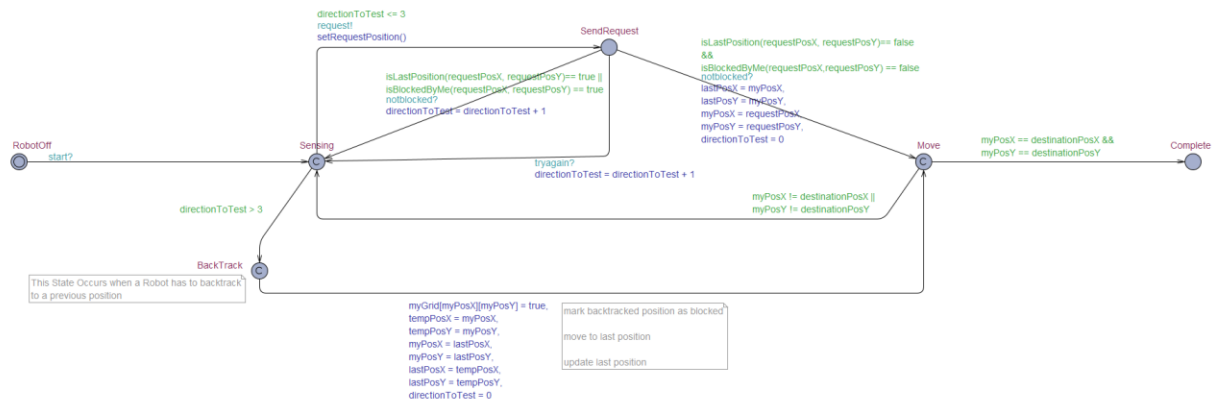 directionToTest <= 3
request!
setRequestPosition()
SendRequest
isLastPosition(requestPosX, requestPosY)== false
&&
isBlockedByMe(requestPosX,requestPosY) == false
notblocked?
lastPosX = myPosX,
lastPosY = myPosY,
myPosX = requestPosX,
myPosY = requestPosY,
directionToTest = 0
isLastPosition(requestPosX, requestPosY)== true ||
isBlockedByMe(requestPosX, requestPosY) == true
notblocked?
directionToTest = directionToTest + 1
RobotOff
start?
Sensing
C
tryagain?
directionToTest = directionToTest + 1
Move
C
myPosX == destinationPosX &&
myPosY == destinationPosY
Complete
myPosX != destinationPosX ||
myPosY != destinationPosY
directionToTest > 3
BackTrack
C
This State Occurs when a Robot has to backtrack
to a previous position
myGrid[myPosX][myPosY] = true,
tempPosX = myPosX,
tempPosY = myPosY,
myPosX = lastPosX,
myPosY = lastPosY,
lastPosX = tempPosX,
lastPosY = tempPosY,
directionToTest = 0
mark backtracked position as blocked
move to last position
update last position